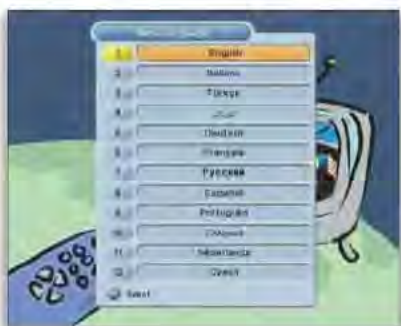 1 English
2 Italiano
3 Türkçe
4
5 Deutsch
6 Français
7 Русский
8 Español
9 Português
10
11 Nederlands
12 Czech
Select